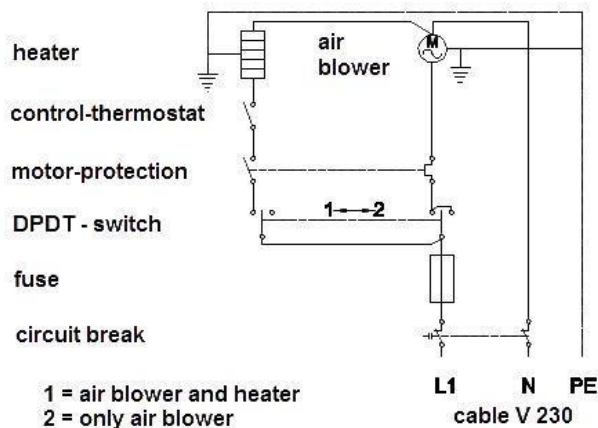 heater
air
blower
M
control-thermostat
motor-protection
1 2
DPDT - switch
fuse
circuit break
L1 N PE
cable V 230
1 = air blower and heater
2 = only air blower